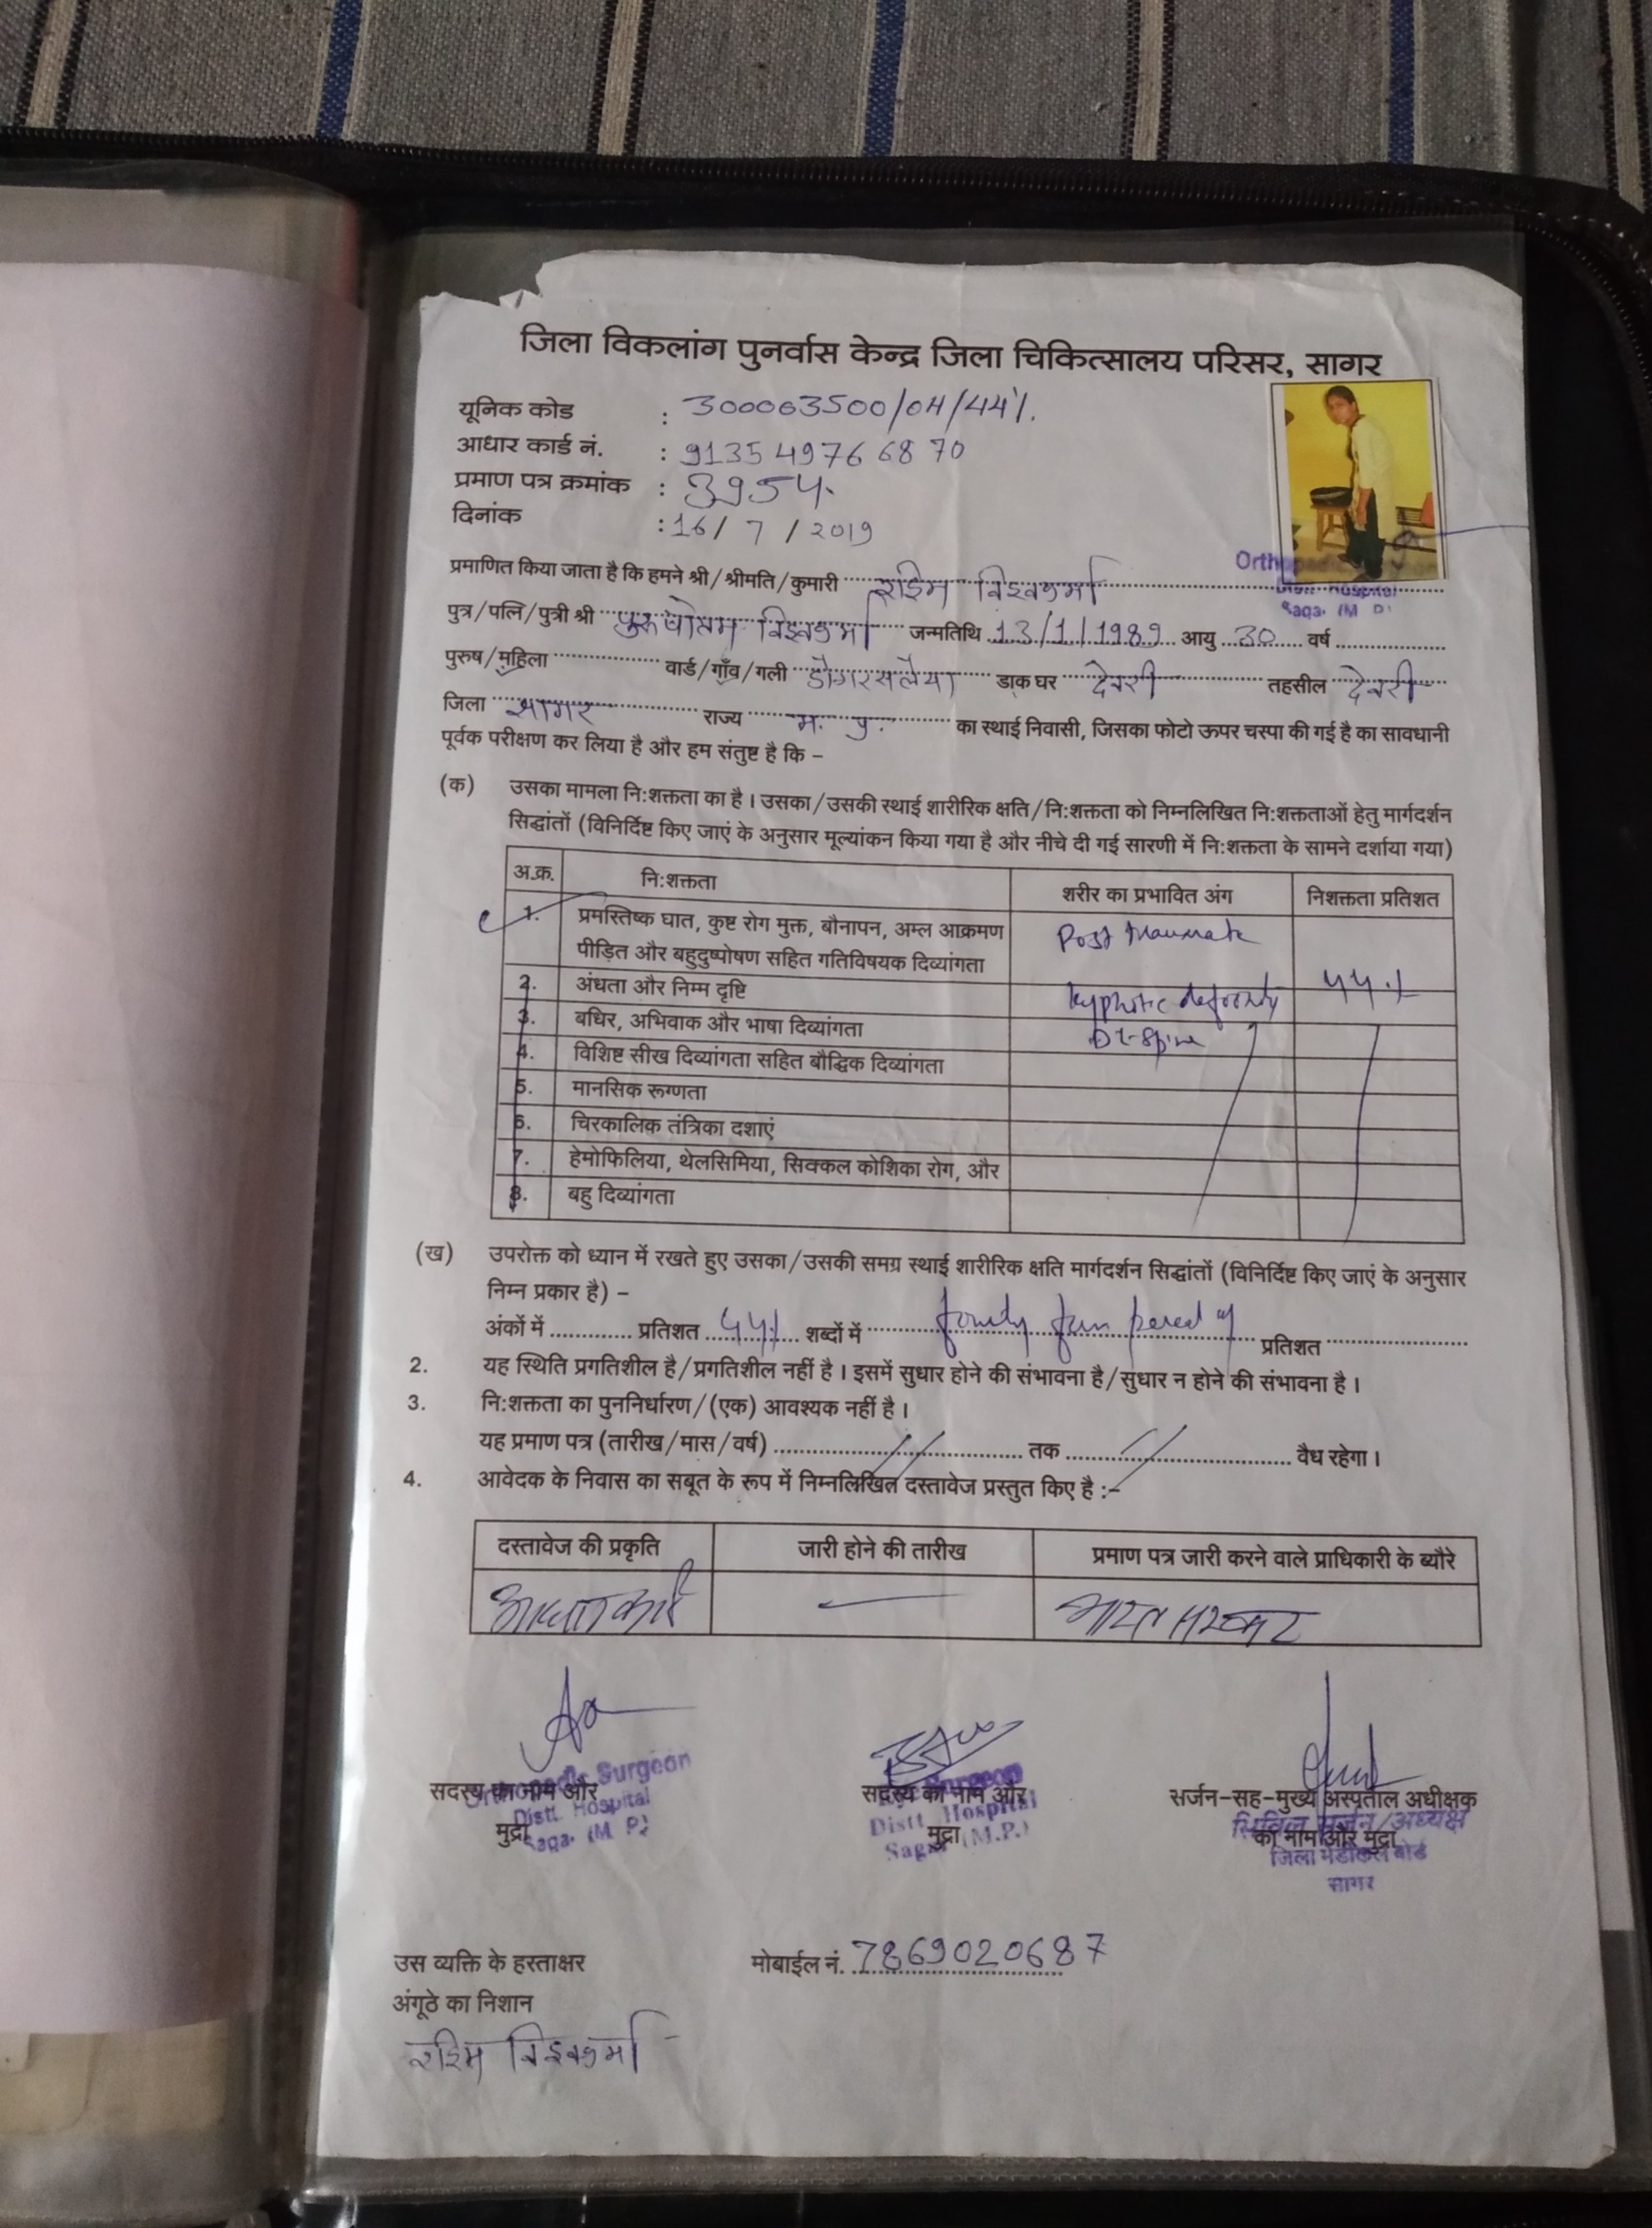 जिला विकलांग पुनर्वास केन्द्र जिला चिकित्सालय परिसर, सागर
यूनिक कोड : 300063500/OH/44%.
आधार कार्ड नं. : 9135 4976 6870
प्रमाण पत्र क्रमांक : 3954.
दिनांक : 16/ 7 / 2019
प्रमाणित किया जाता है कि हमने श्री/श्रीमति/कुमारी रश्मि विश्वकर्मा
Orthopedic
Distt. Hospital
Saga. (M P)
पुत्र/पत्नि/पुत्री श्री पुरूषोत्तम विश्वकर्मा जन्मतिथि 13/1/1989 आयु 30 वर्ष
पुरुष/महिला वार्ड/गाँव/गली डोंगरसलैया डाक घर देवरी तहसील देवरी
जिला सागर राज्य म. प्र. का स्थाई निवासी, जिसका फोटो ऊपर चस्पा की गई है का सावधानी
पूर्वक परीक्षण कर लिया है और हम संतुष्ट है कि –
(क) उसका मामला नि:शक्तता का है। उसका/उसकी स्थाई शारीरिक क्षति/नि:शक्तता को निम्नलिखित नि:शक्तताओं हेतु मार्गदर्शन
सिद्धांतों (विनिर्दिष्ट किए जाएं के अनुसार मूल्यांकन किया गया है और नीचे दी गई सारणी में नि:शक्तता के सामने दर्शाया गया)
अ.क्र. नि:शक्तता शरीर का प्रभावित अंग निशक्तता प्रतिशत
1. प्रमस्तिष्क घात, कुष्ट रोग मुक्त, बौनापन, अम्ल आक्रमण Post traumatic
पीड़ित और बहुदुष्पोषण सहित गतिविषयक दिव्यांगता
2. अंधता और निम्म दृष्टि kyphotic deformity 44%
3. बधिर, अभिवाक और भाषा दिव्यांगता DL-Spine
4. विशिष्ट सीख दिव्यांगता सहित बौद्धिक दिव्यांगता
5. मानसिक रूग्णता
6. चिरकालिक तंत्रिका दशाएं
7. हेमोफिलिया, थेलसिमिया, सिक्कल कोशिका रोग, और
8. बहु दिव्यांगता
(ख) उपरोक्त को ध्यान में रखते हुए उसका/उसकी समग्र स्थाई शारीरिक क्षति मार्गदर्शन सिद्धांतों (विनिर्दिष्ट किए जाएं के अनुसार
निम्न प्रकार है) –
अंकों में प्रतिशत 44% शब्दों में प्रतिशत
2. यह स्थिति प्रगतिशील है/प्रगतिशील नहीं है। इसमें सुधार होने की संभावना है/सुधार न होने की संभावना है।
3. नि:शक्तता का पुननिर्धारण/(एक) आवश्यक नहीं है।
यह प्रमाण पत्र (तारीख/मास/वर्ष) तक वैध रहेगा।
4. आवेदक के निवास का सबूत के रूप में निम्नलिखित दस्तावेज प्रस्तुत किए है :–
दस्तावेज की प्रकृति जारी होने की तारीख प्रमाण पत्र जारी करने वाले प्राधिकारी के ब्यौरे
आधार कार्ड — भारत सरकार
सदस्य का नाम और सदस्य का नाम और सर्जन-सह-मुख्य अस्पताल अधीक्षक
मुद्रा मुद्रा का नाम और मुद्रा
Orthopedic Surgeon
Distt. Hospital
Saga. (M P)
Surgeon
Distt. Hospital
Sagar (M.P.)
सिविल सर्जन/अध्यक्ष
जिला मेडीकल बोर्ड
सागर
उस व्यक्ति के हस्ताक्षर मोबाईल नं. 7869020687
अंगूठे का निशान
रश्मि विश्वकर्मा